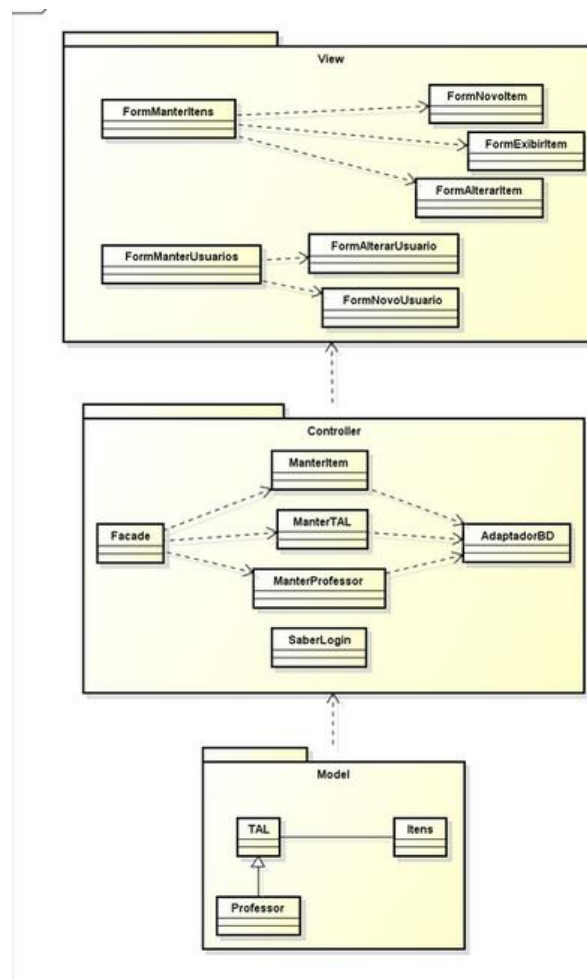 View
FormManterItens
FormNovoItem
FormExibirItem
FormAlterarItem
FormManterUsuarios
FormAlterarUsuario
FormNovoUsuario
Controller
ManterItem
Facade
ManterTAL
AdaptadorBD
ManterProfessor
SaberLogin
Model
TAL
Itens
Professor